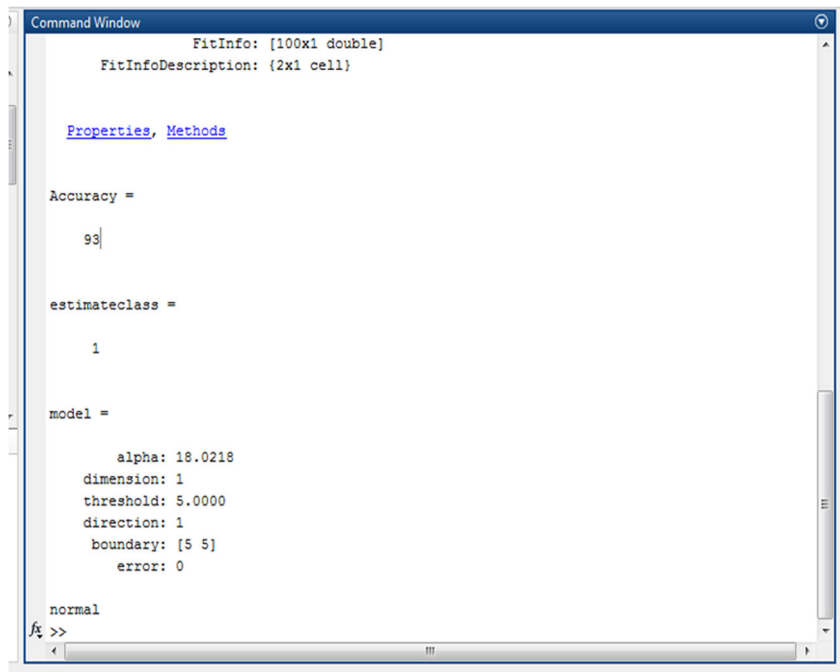 Command Window
FitInfo: [100x1 double]
FitInfoDescription: {2x1 cell}
Properties, Methods
Accuracy =
93
estimateclass =
1
model =
alpha: 18.0218
dimension: 1
threshold: 5.0000
direction: 1
boundary: [5 5]
error: 0
normal
fx >>